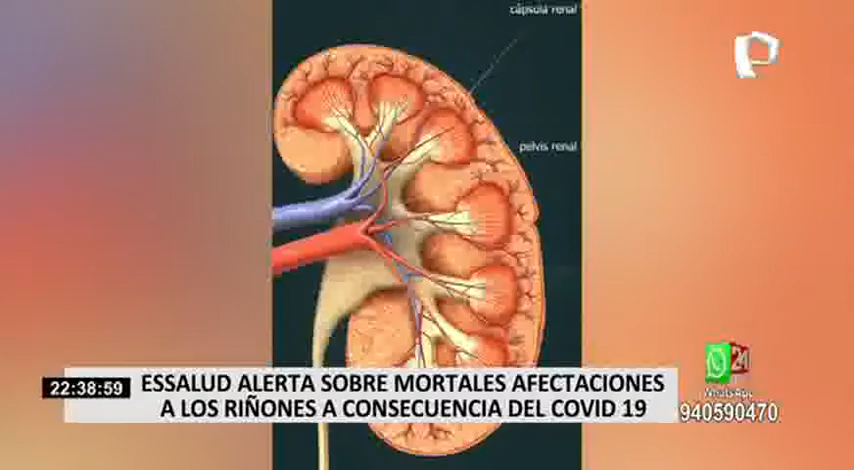 cápsula renal
pelvis renal
24
WhatsApp
22:38:59
ESSALUD ALERTA SOBRE MORTALES AFECTACIONES
A LOS RIÑONES A CONSECUENCIA DEL COVID 19
940590470